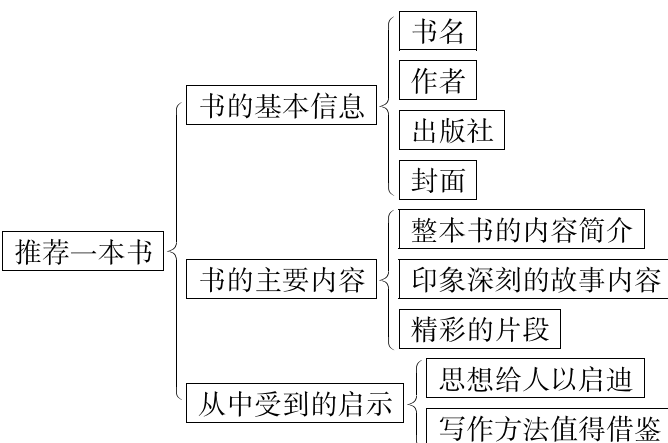 推荐一本书
书的基本信息
书名
作者
出版社
封面
书的主要内容
整本书的内容简介
印象深刻的故事内容
精彩的片段
从中受到的启示
思想给人以启迪
写作方法值得借鉴